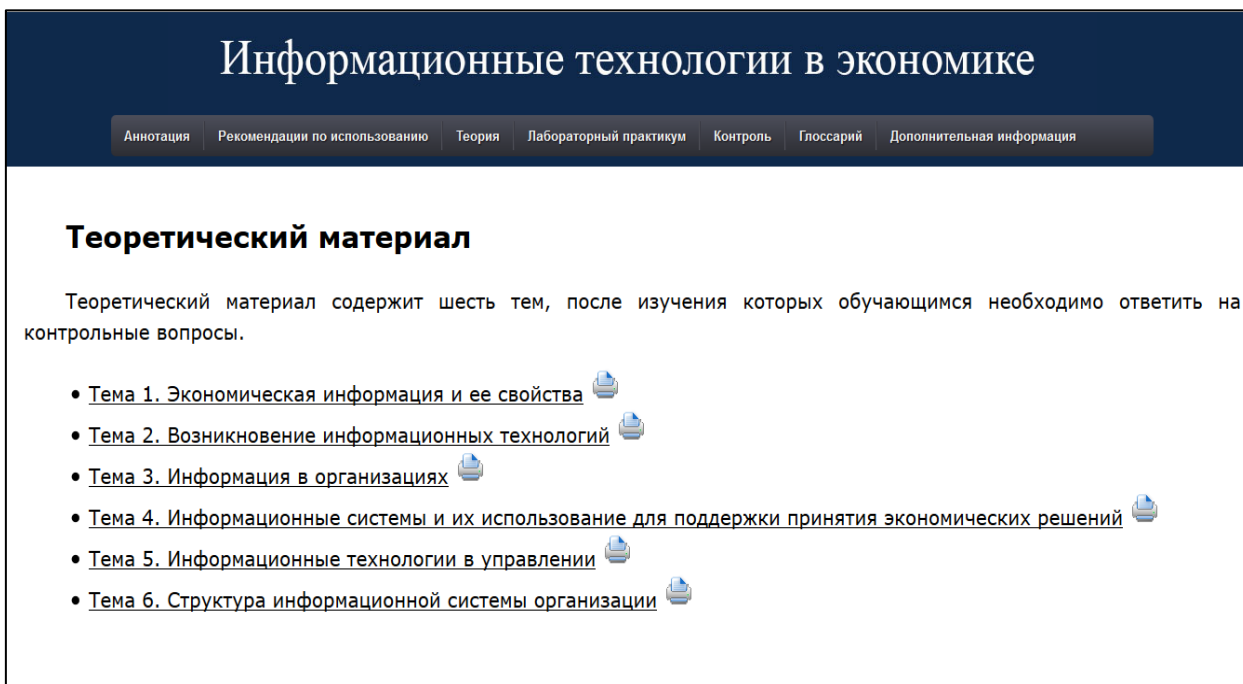 Информационные технологии в экономике
Аннотация Рекомендации по использованию Теория Лабораторный практикум Контроль Глоссарий Дополнительная информация
Теоретический материал
Теоретический материал содержит шесть тем, после изучения которых обучающимся необходимо ответить на
контрольные вопросы.
• Тема 1. Экономическая информация и ее свойства
• Тема 2. Возникновение информационных технологий
• Тема 3. Информация в организациях
• Тема 4. Информационные системы и их использование для поддержки принятия экономических решений
• Тема 5. Информационные технологии в управлении
• Тема 6. Структура информационной системы организации